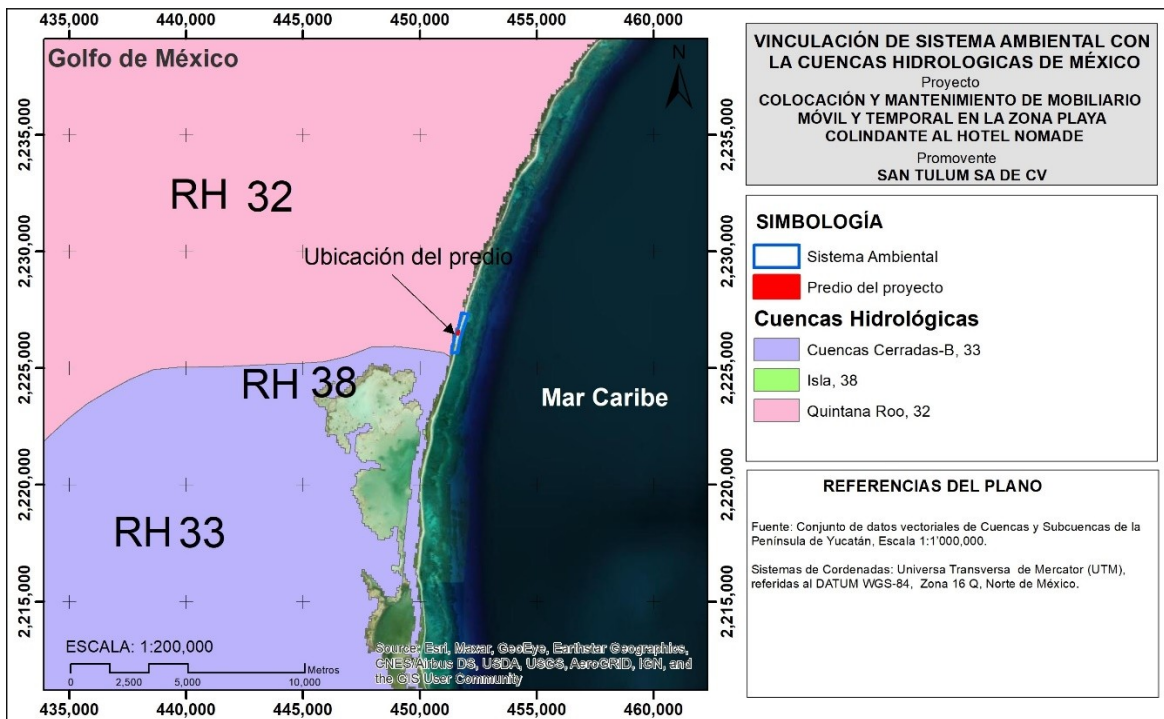 435,000 440,000 445,000 450,000 455,000 460,000
Golfo de México
N
2,235,000
2,235,000
RH 32
2,230,000
2,230,000
Ubicación del predio
2,225,000
2,225,000
RH 38
Mar Caribe
2,220,000
2,220,000
RH 33
2,215,000
2,215,000
ESCALA: 1:200,000
Metros
0 2,500 5,000 10,000
Source: Esri, Maxar, GeoEye, Earthstar Geographics,
CNES/Airbus DS, USDA, USGS, AeroGRID, IGN, and
the GIS User Community
435,000 440,000 445,000 450,000 455,000 460,000
VINCULACIÓN DE SISTEMA AMBIENTAL CON
LA CUENCAS HIDROLOGICAS DE MÉXICO
Proyecto
COLOCACIÓN Y MANTENIMIENTO DE MOBILIARIO
MÓVIL Y TEMPORAL EN LA ZONA PLAYA
COLINDANTE AL HOTEL NOMADE
Promovente
SAN TULUM SA DE CV
SIMBOLOGÍA
Sistema Ambiental
Predio del proyecto
Cuencas Hidrológicas
Cuencas Cerradas-B, 33
Isla, 38
Quintana Roo, 32
REFERENCIAS DEL PLANO
Fuente: Conjunto de datos vectoriales de Cuencas y Subcuencas de la
Península de Yucatán, Escala 1:1'000,000.
Sistemas de Cordenadas: Universa Transversa de Mercator (UTM),
referidas al DATUM WGS-84, Zona 16 Q, Norte de México.